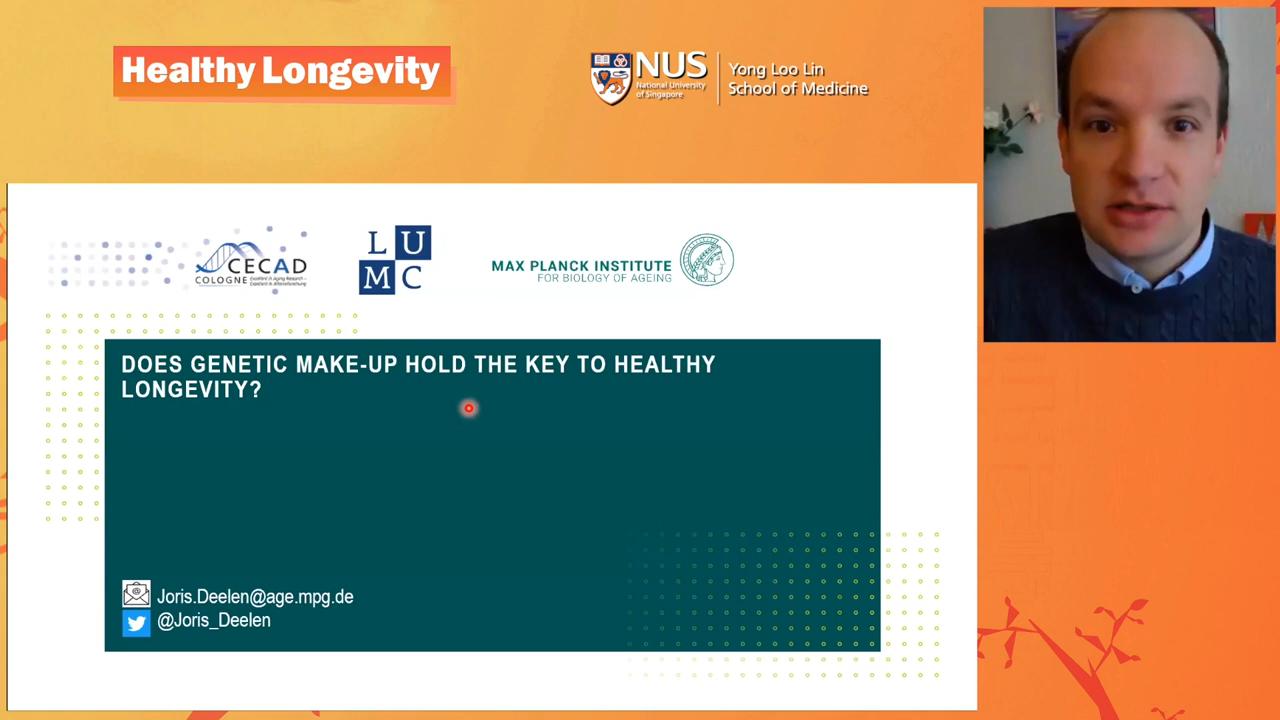 Healthy Longevity
NUS
National University
of Singapore
Yong Loo Lin
School of Medicine
CECAD
COLOGNE
L U
M C
MAX PLANCK INSTITUTE
FOR BIOLOGY OF AGEING
DOES GENETIC MAKE-UP HOLD THE KEY TO HEALTHY
LONGEVITY?
Joris.Deelen@age.mpg.de
@Joris_Deelen